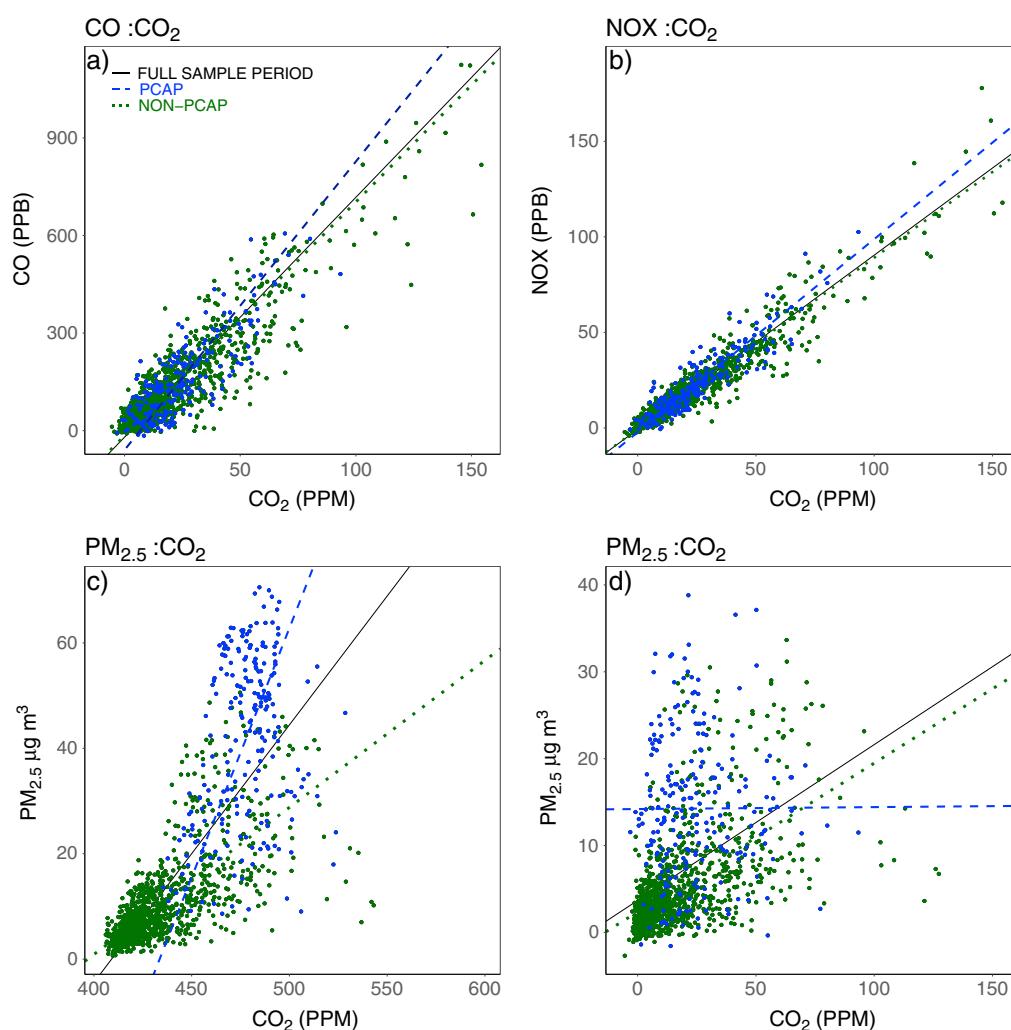 CO :CO₂
a)
FULL SAMPLE PERIOD
PCAP
NON−PCAP
900
600
300
0
CO (PPB)
0 50 100 150
CO₂ (PPM)
NOX :CO₂
b)
150
100
50
0
NOX (PPB)
0 50 100 150
CO₂ (PPM)
PM₂.₅ :CO₂
c)
60
40
20
0
PM₂.₅ µg m³
400 450 500 550 600
CO₂ (PPM)
PM₂.₅ :CO₂
d)
40
30
20
10
0
PM₂.₅ µg m³
0 50 100 150
CO₂ (PPM)